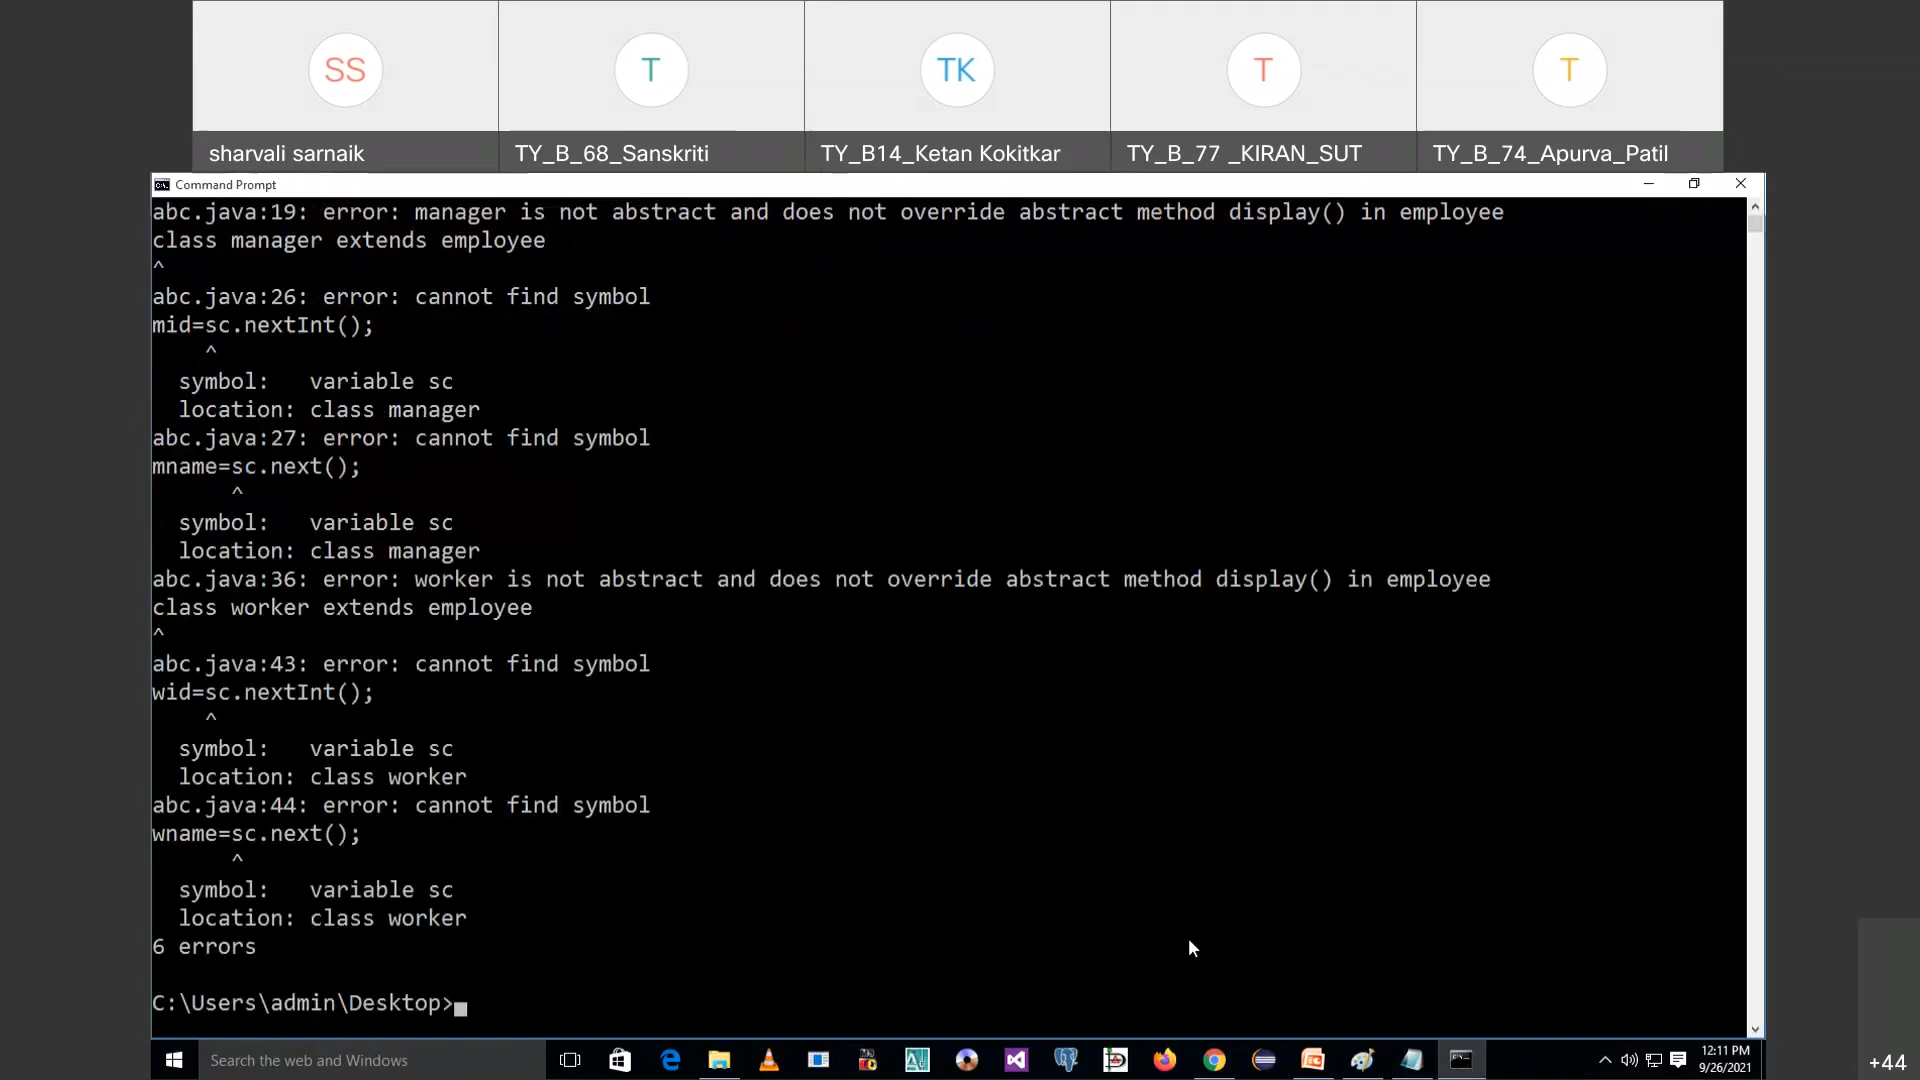 SS
T
TK
T
T
sharvali sarnaik
TY_B_68_Sanskriti
TY_B14_Ketan Kokitkar
TY_B_77 _KIRAN_SUT
TY_B_74_Apurva_Patil
Command Prompt
abc.java:19: error: manager is not abstract and does not override abstract method display() in employee
class manager extends employee
^
abc.java:26: error: cannot find symbol
mid=sc.nextInt();
^
symbol:   variable sc
location: class manager
abc.java:27: error: cannot find symbol
mname=sc.next();
^
symbol:   variable sc
location: class manager
abc.java:36: error: worker is not abstract and does not override abstract method display() in employee
class worker extends employee
^
abc.java:43: error: cannot find symbol
wid=sc.nextInt();
^
symbol:   variable sc
location: class worker
abc.java:44: error: cannot find symbol
wname=sc.next();
^
symbol:   variable sc
location: class worker
6 errors
C:\Users\admin\Desktop>
Search the web and Windows
12:11 PM
9/26/2021
+44